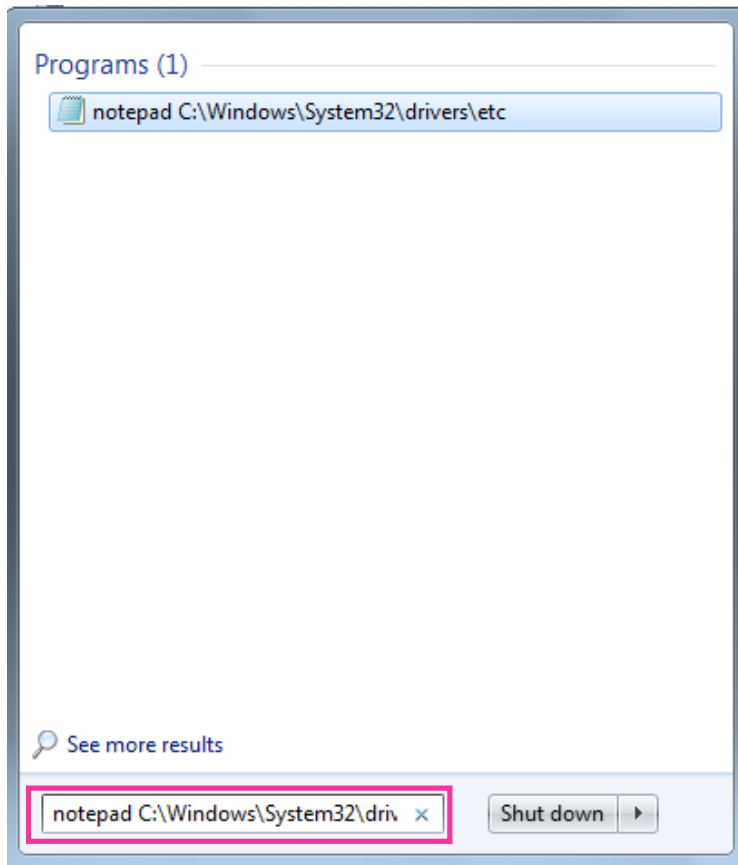 Programs (1)
notepad C:\Windows\System32\drivers\etc
See more results
notepad C:\Windows\System32\driv
Shut down